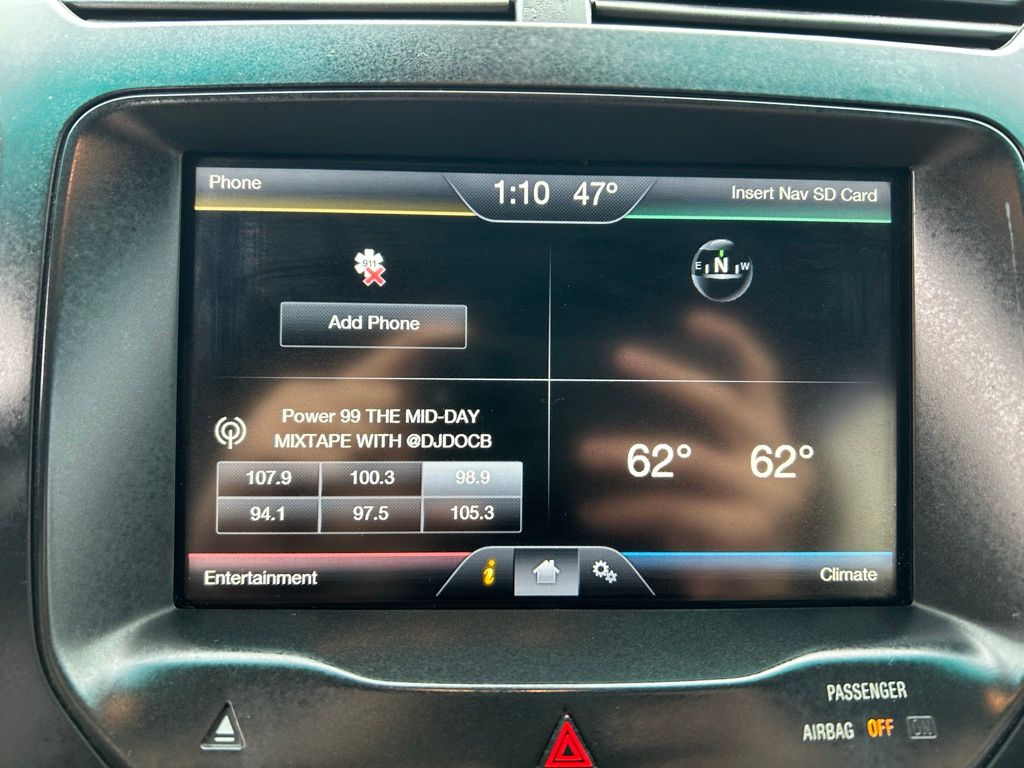 Phone
1:10 47°
Insert Nav SD Card
911
E N W
Add Phone
Power 99 THE MID-DAY
MIXTAPE WITH @DJDOCB
107.9 100.3 98.9
94.1 97.5 105.3
62° 62°
Entertainment
i
Climate
PASSENGER
AIRBAG OFF ON